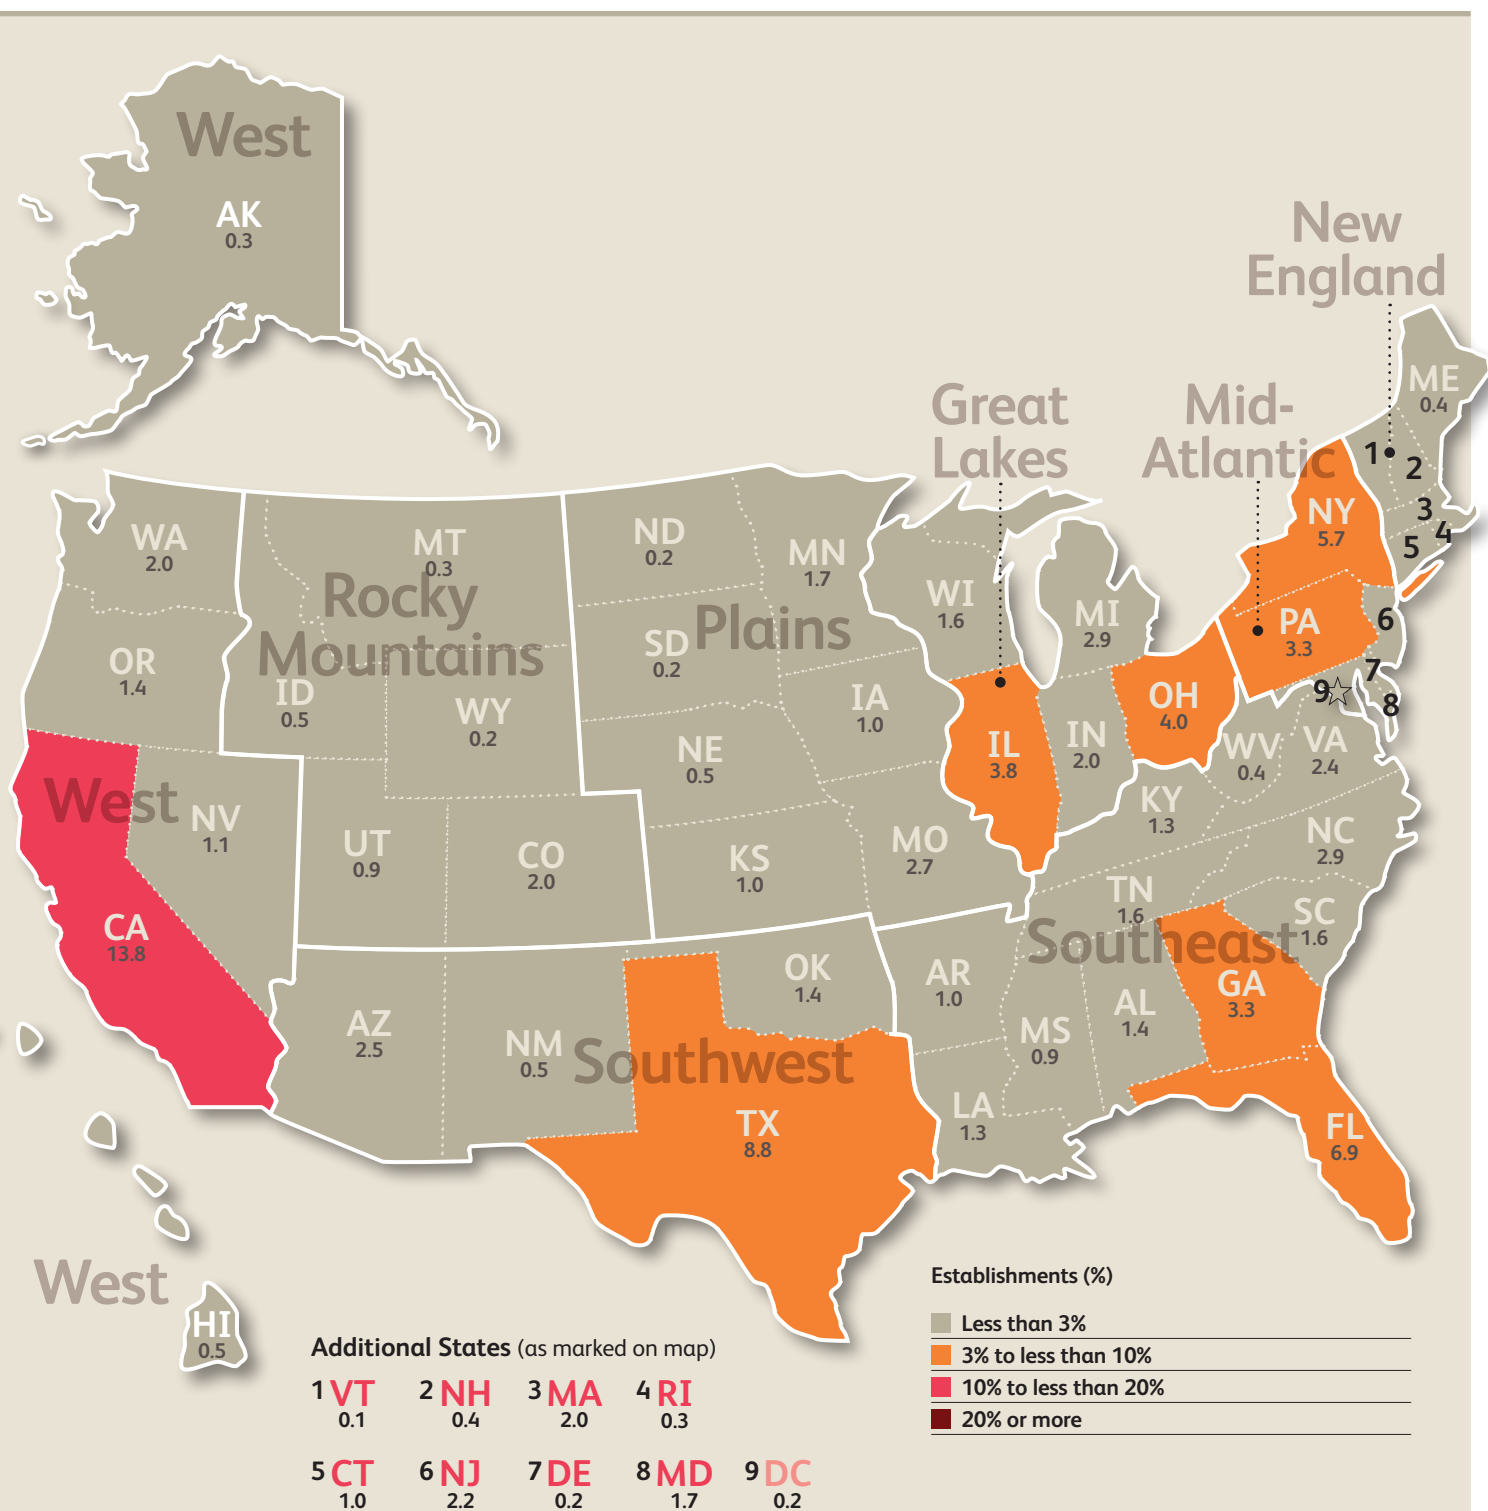 West
AK
0.3
New
England
ME
0.4
Great
Lakes
Mid-
Atlantic
1
2
3
4
5
NY
5.7
WA
2.0
MT
0.3
Rocky
Mountains
ND
0.2
MN
1.7
WI
1.6
MI
2.9
PA
3.3
6
7
8
9
OR
1.4
ID
0.5
WY
0.2
SD
0.2
Plains
IA
1.0
NE
0.5
IL
3.8
IN
2.0
OH
4.0
WV
0.4
VA
2.4
West
NV
1.1
UT
0.9
CO
2.0
KS
1.0
MO
2.7
KY
1.3
NC
2.9
TN
1.6
SC
1.6
Southeast
CA
13.8
AZ
2.5
NM
0.5
OK
1.4
Southwest
TX
8.8
AR
1.0
MS
0.9
AL
1.4
GA
3.3
LA
1.3
FL
6.9
West
HI
0.5
Establishments (%)
Less than 3%
3% to less than 10%
10% to less than 20%
20% or more
Additional States (as marked on map)
1 VT 2 NH 3 MA 4 RI
0.1 0.4 2.0 0.3
5 CT 6 NJ 7 DE 8 MD 9 DC
1.0 2.2 0.2 1.7 0.2